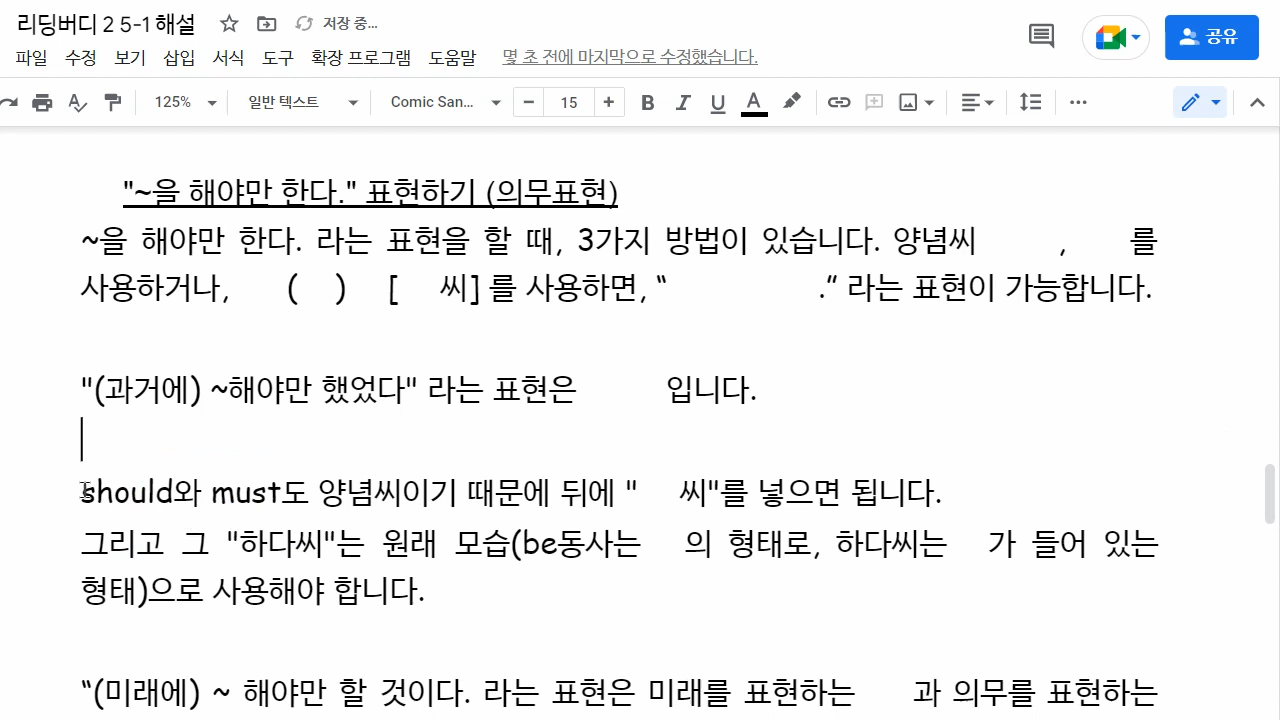 리딩버디 2 5-1 해설 저장 중...
파일 수정 보기 삽입 서식 도구 확장 프로그램 도움말 몇 초 전에 마지막으로 수정했습니다. 공유
125% 일반 텍스트 Comic San... − 15 + B I U A
"~을 해야만 한다." 표현하기 (의무표현)
~을 해야만 한다. 라는 표현을 할 때, 3가지 방법이 있습니다. 양념씨 , 를
사용하거나, ( ) [ 씨] 를 사용하면, “ .” 라는 표현이 가능합니다.
"(과거에) ~해야만 했었다" 라는 표현은 입니다.
should와 must도 양념씨이기 때문에 뒤에 " 씨"를 넣으면 됩니다.
그리고 그 "하다씨"는 원래 모습(be동사는 의 형태로, 하다씨는 가 들어 있는
형태)으로 사용해야 합니다.
“(미래에) ~ 해야만 할 것이다. 라는 표현은 미래를 표현하는 과 의무를 표현하는